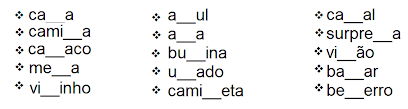 ❖ ca__a
❖ cami__a
❖ ca__aco
❖ me__a
❖ vi__inho
❖ a__ul
❖ a__a
❖ bu__ina
❖ u__ado
❖ cami__eta
❖ ca__al
❖ surpre__a
❖ vi__ão
❖ ba__ar
❖ be__erro